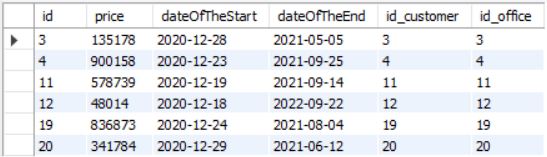 id price dateOfTheStart dateOfTheEnd id_customer id_office
3 135178 2020-12-28 2021-05-05 3 3
4 900158 2020-12-23 2021-09-25 4 4
11 578739 2020-12-19 2021-09-14 11 11
12 48014 2020-12-18 2022-09-22 12 12
19 836873 2020-12-24 2021-08-04 19 19
20 341784 2020-12-29 2021-06-12 20 20